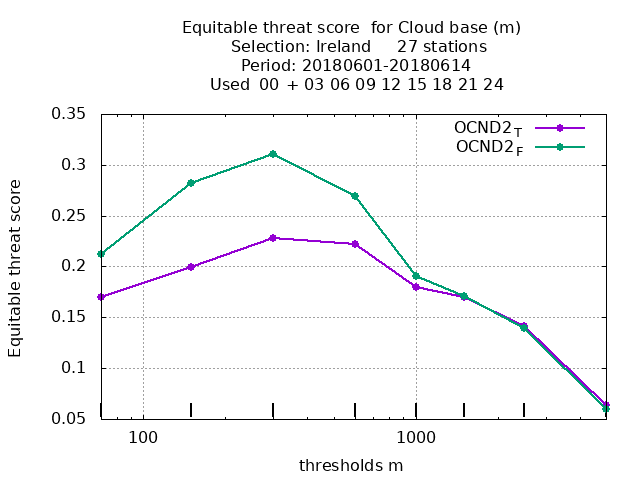 Equitable threat score  for Cloud base (m)
Selection: Ireland     27 stations
Period: 20180601-20180614
Used  00 + 03 06 09 12 15 18 21 24
OCND2T
OCND2F
0.35
0.3
0.25
0.2
0.15
0.1
0.05
Equitable threat score
100 1000
thresholds m